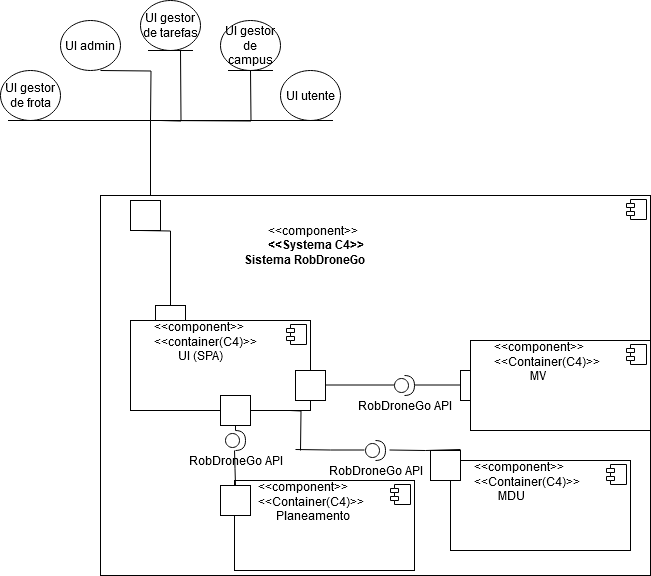 UI gestor
de tarefas
UI admin
UI gestor
de
campus
UI gestor
de frota
UI utente
<<component>>
<<Systema C4>>
Sistema RobDroneGo
<<component>>
<<container(C4)>>
UI (SPA)
<<component>>
<<Container(C4)>>
MV
RobDroneGo API
RobDroneGo API
RobDroneGo API
<<component>>
<<Container(C4)>>
MDU
<<component>>
<<Container(C4)>>
Planeamento